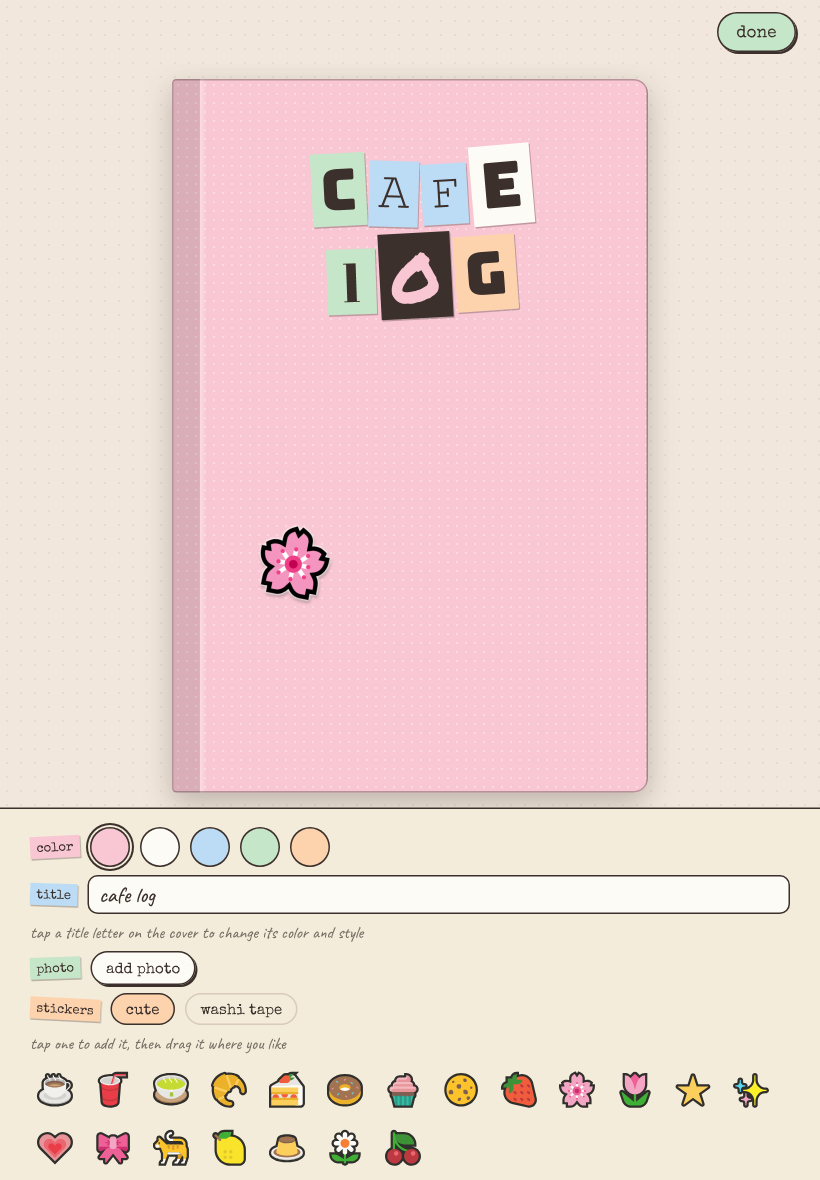 done
CAFE
lOG
color
title cafe log
tap a title letter on the cover to change its color and style
photo add photo
stickers cute washi tape
tap one to add it, then drag it where you like